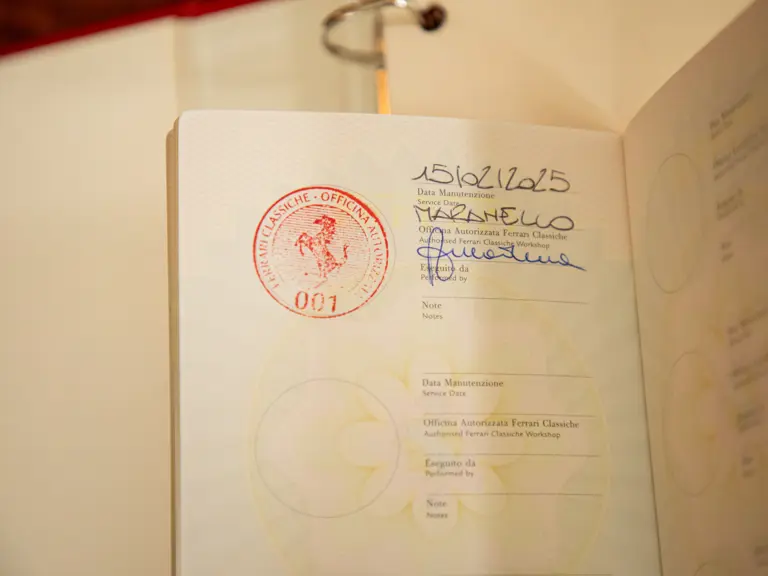 FERRARI CLASSICHE · OFFICINA AUTORIZZATA
001
15/02/2025
Data Manutenzione
Service Date
MARANELLO
Officina Autorizzata Ferrari Classiche
Authorised Ferrari Classiche Workshop
Eseguito da
Performed by
Note
Notes
Data Manutenzione
Service Date
Officina Autorizzata Ferrari Classiche
Authorised Ferrari Classiche Workshop
Eseguito da
Performed by
Note
Notes